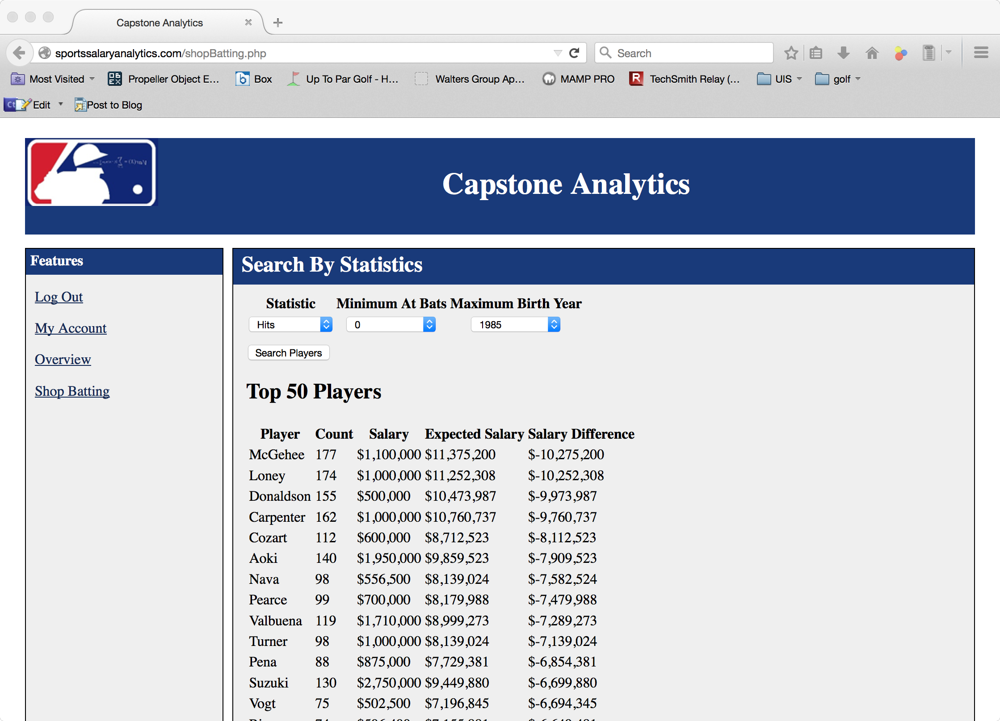 Capstone Analytics
sportssalaryanalytics.com/shopBatting.php
Search
Most Visited
Propeller Object E...
Box
Up To Par Golf - H...
Walters Group Ap...
MAMP PRO
TechSmith Relay (...
UIS
golf
Ct
Edit
Post to Blog
Capstone Analytics
Features
Log Out
My Account
Overview
Shop Batting
Search By Statistics
Statistic Minimum At Bats Maximum Birth Year
Hits 0 1985
Search Players
Top 50 Players
Player Count Salary Expected Salary Salary Difference
McGehee 177 $1,100,000 $11,375,200 $-10,275,200
Loney 174 $1,000,000 $11,252,308 $-10,252,308
Donaldson 155 $500,000 $10,473,987 $-9,973,987
Carpenter 162 $1,000,000 $10,760,737 $-9,760,737
Cozart 112 $600,000 $8,712,523 $-8,112,523
Aoki 140 $1,950,000 $9,859,523 $-7,909,523
Nava 98 $556,500 $8,139,024 $-7,582,524
Pearce 99 $700,000 $8,179,988 $-7,479,988
Valbuena 119 $1,710,000 $8,999,273 $-7,289,273
Turner 98 $1,000,000 $8,139,024 $-7,139,024
Pena 88 $875,000 $7,729,381 $-6,854,381
Suzuki 130 $2,750,000 $9,449,880 $-6,699,880
Vogt 75 $502,500 $7,196,845 $-6,694,345